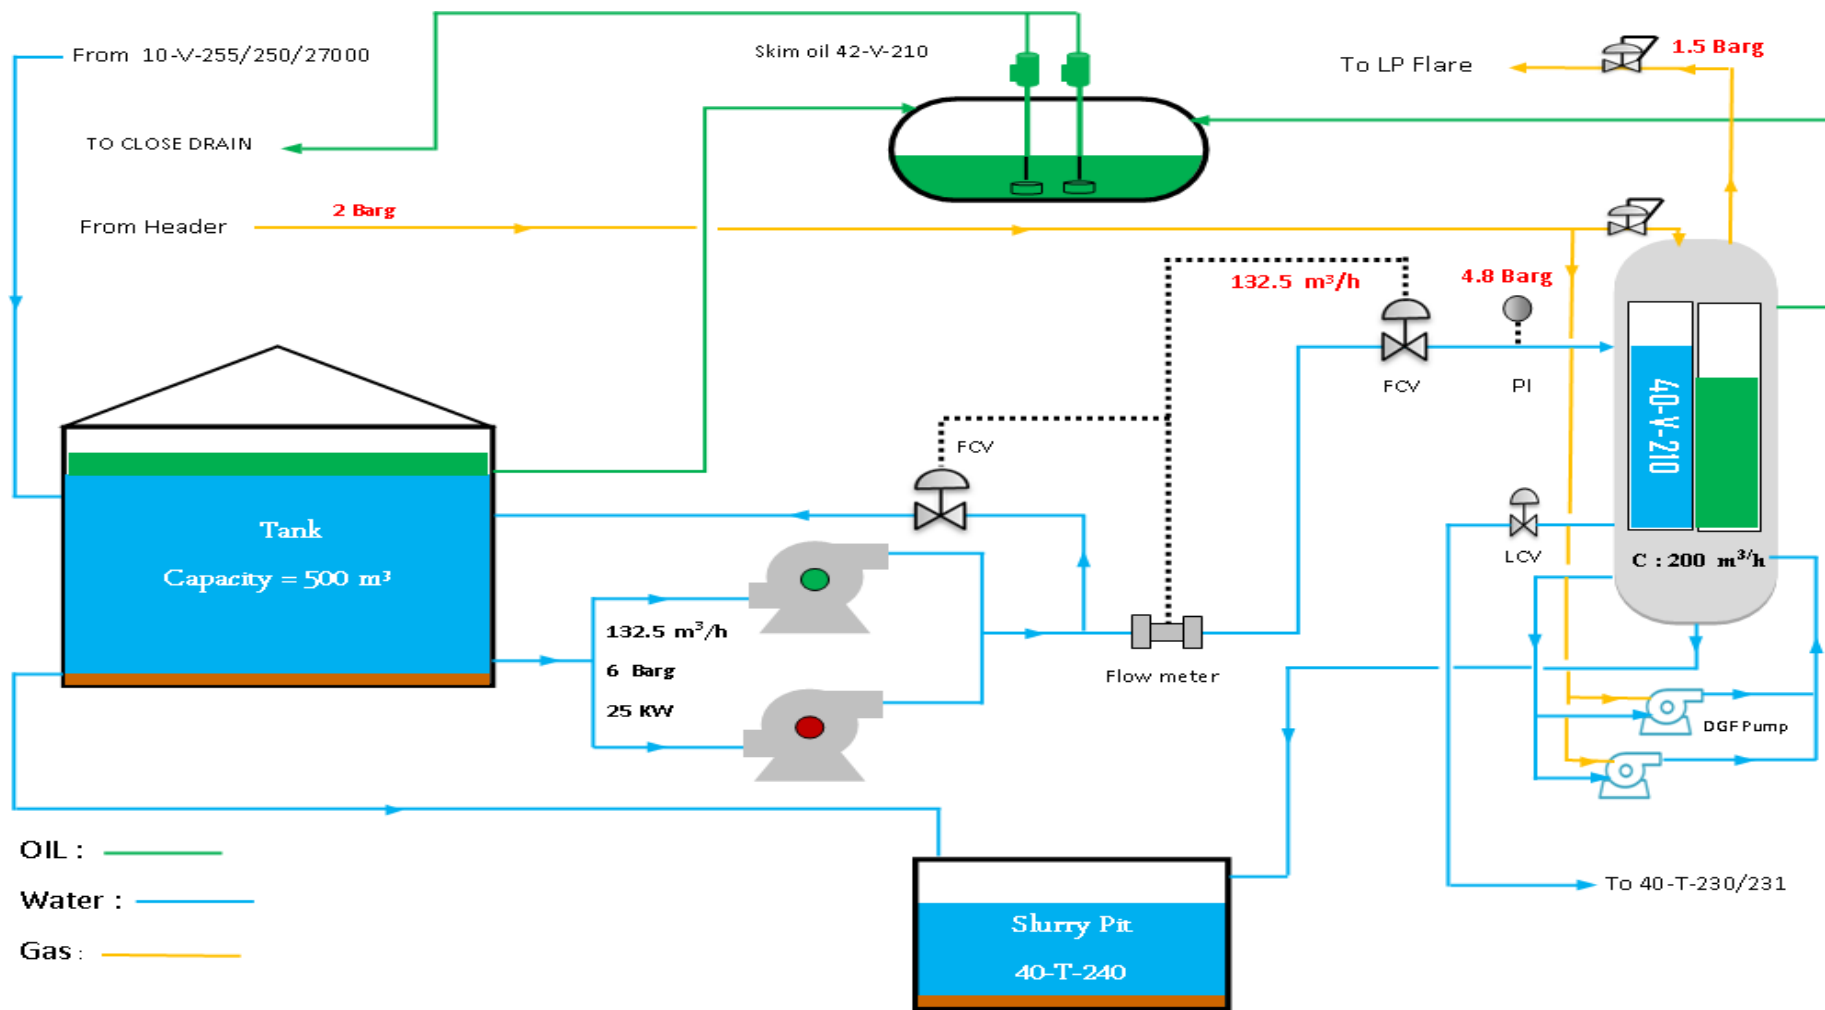 From 10-V-255/250/27000
Skim oil 42-V-210
To LP Flare
1.5 Barg
TO CLOSE DRAIN
From Header
2 Barg
132.5 m³/h
4.8 Barg
FCV
PI
40-V-210
FCV
Tank
Capacity = 500 m³
LCV
C : 200 m³/h
132.5 m³/h
6 Barg
25 KW
Flow meter
DGF Pump
OIL :
Water :
Gas :
To 40-T-230/231
Slurry Pit
40-T-240